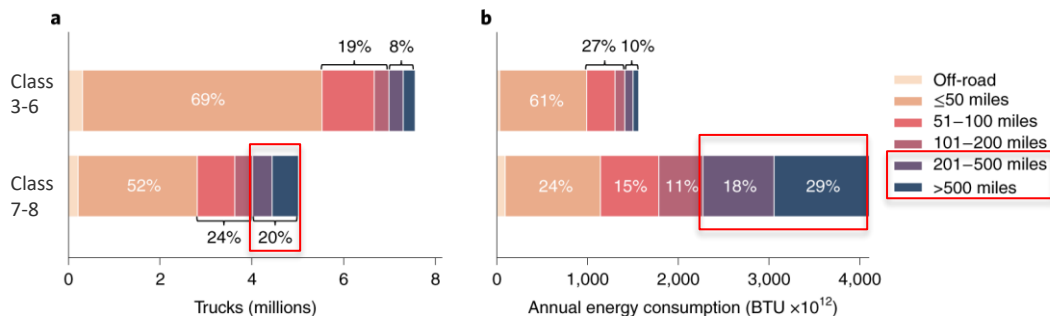 a
19%
8%
Class
3-6
69%
Class
7-8
52%
24%
20%
0
2
4
6
8
Trucks (millions)
b
27%
10%
61%
24%
15%
11%
18%
29%
0
1,000
2,000
3,000
4,000
Annual energy consumption (BTU ×10¹²)
Off-road
≤50 miles
51–100 miles
101–200 miles
201–500 miles
>500 miles